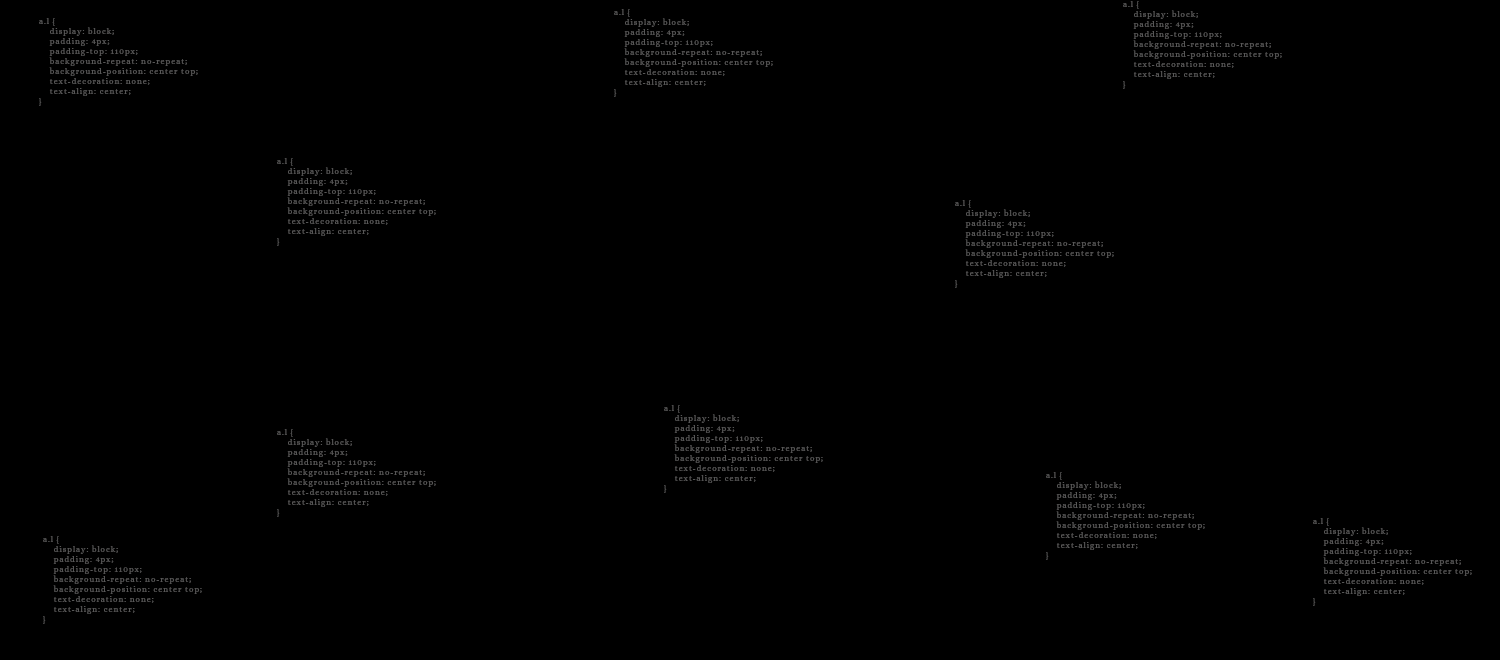 a.l {
display: block;
padding: 4px;
padding-top: 110px;
background-repeat: no-repeat;
background-position: center top;
text-decoration: none;
text-align: center;
}
a.l {
display: block;
padding: 4px;
padding-top: 110px;
background-repeat: no-repeat;
background-position: center top;
text-decoration: none;
text-align: center;
}
a.l {
display: block;
padding: 4px;
padding-top: 110px;
background-repeat: no-repeat;
background-position: center top;
text-decoration: none;
text-align: center;
}
a.l {
display: block;
padding: 4px;
padding-top: 110px;
background-repeat: no-repeat;
background-position: center top;
text-decoration: none;
text-align: center;
}
a.l {
display: block;
padding: 4px;
padding-top: 110px;
background-repeat: no-repeat;
background-position: center top;
text-decoration: none;
text-align: center;
}
a.l {
display: block;
padding: 4px;
padding-top: 110px;
background-repeat: no-repeat;
background-position: center top;
text-decoration: none;
text-align: center;
}
a.l {
display: block;
padding: 4px;
padding-top: 110px;
background-repeat: no-repeat;
background-position: center top;
text-decoration: none;
text-align: center;
}
a.l {
display: block;
padding: 4px;
padding-top: 110px;
background-repeat: no-repeat;
background-position: center top;
text-decoration: none;
text-align: center;
}
a.l {
display: block;
padding: 4px;
padding-top: 110px;
background-repeat: no-repeat;
background-position: center top;
text-decoration: none;
text-align: center;
}
a.l {
display: block;
padding: 4px;
padding-top: 110px;
background-repeat: no-repeat;
background-position: center top;
text-decoration: none;
text-align: center;
}